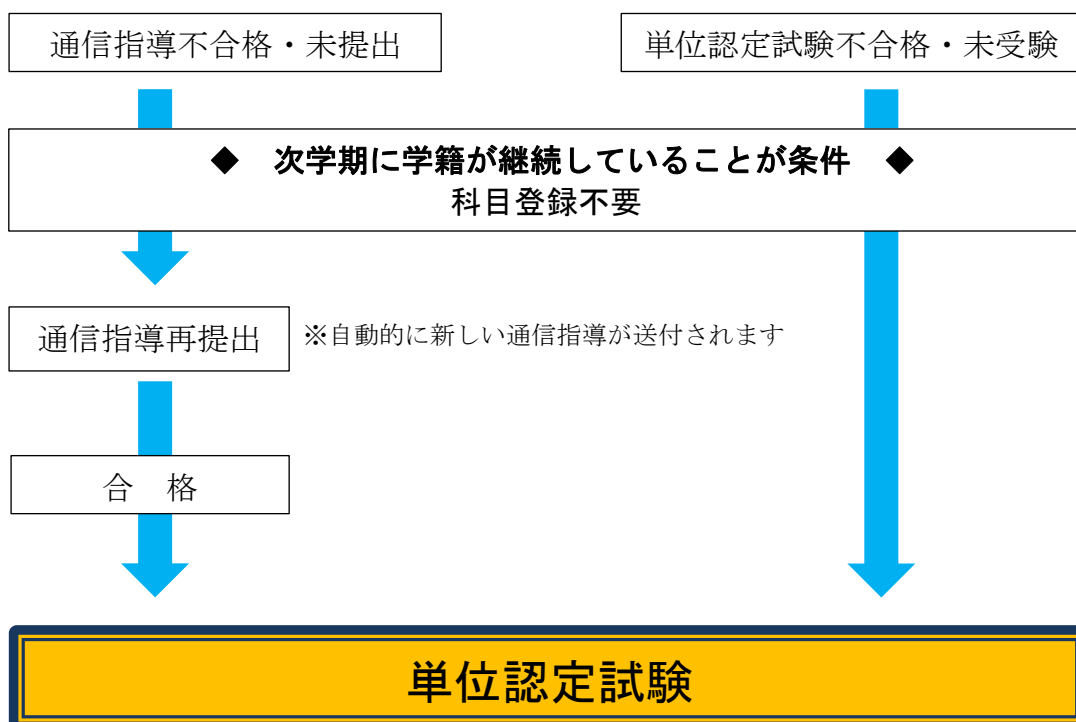 通信指導不合格・未提出
単位認定試験不合格・未受験
◆　次学期に学籍が継続していることが条件　◆
科目登録不要
通信指導再提出
※自動的に新しい通信指導が送付されます
合　格
単位認定試験